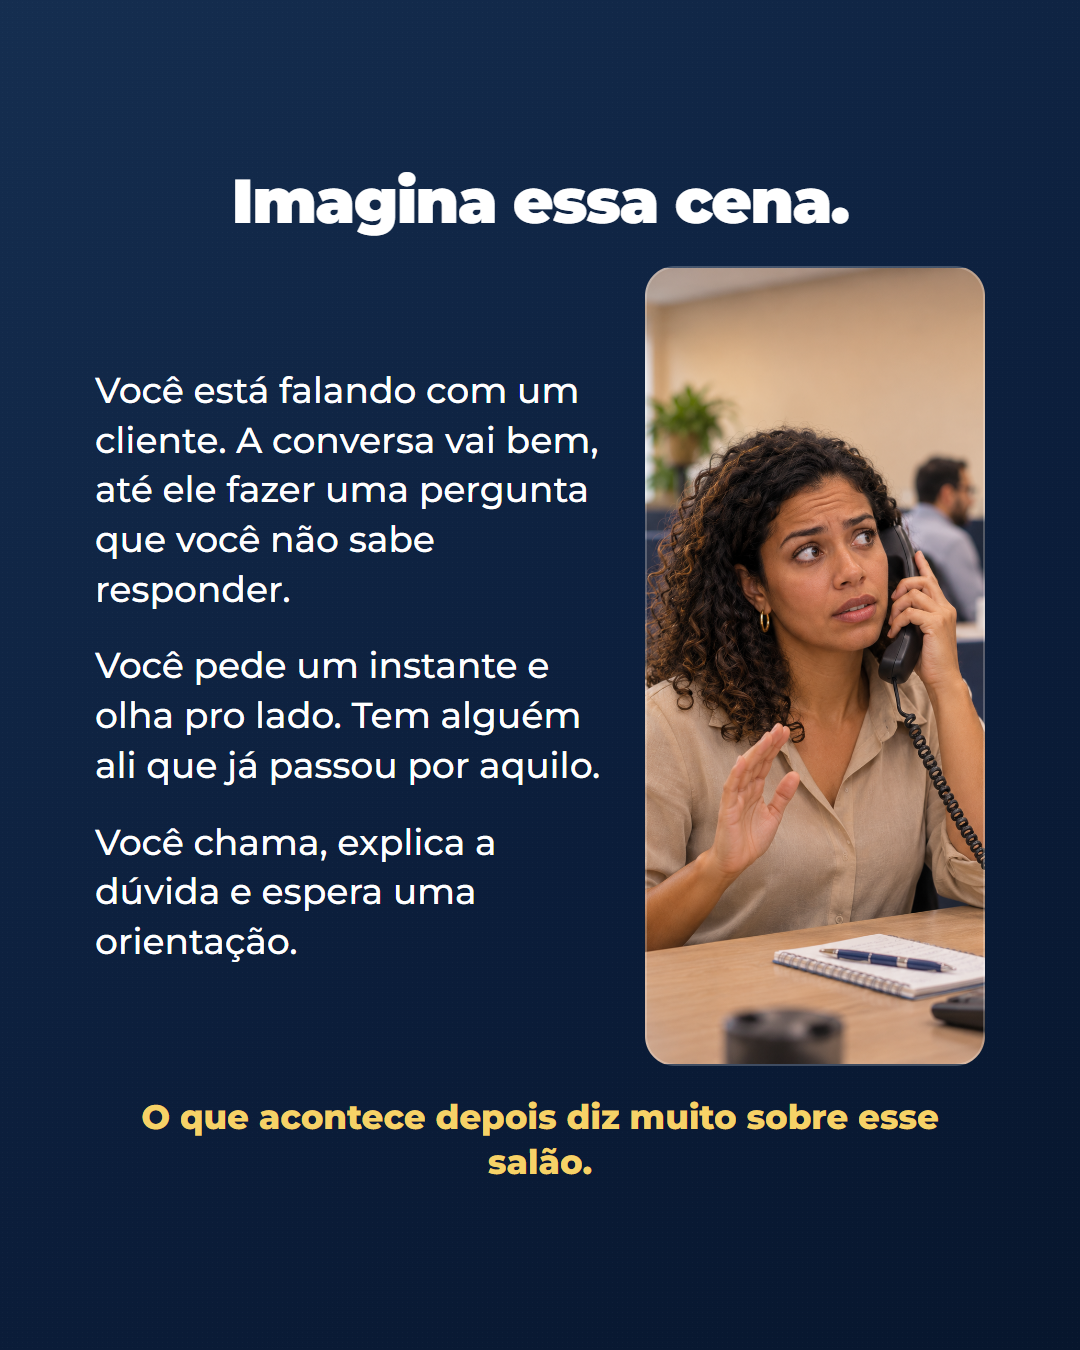 Imagina essa cena.
Você está falando com um
cliente. A conversa vai bem,
até ele fazer uma pergunta
que você não sabe
responder.
Você pede um instante e
olha pro lado. Tem alguém
ali que já passou por aquilo.
Você chama, explica a
dúvida e espera uma
orientação.
O que acontece depois diz muito sobre esse
salão.